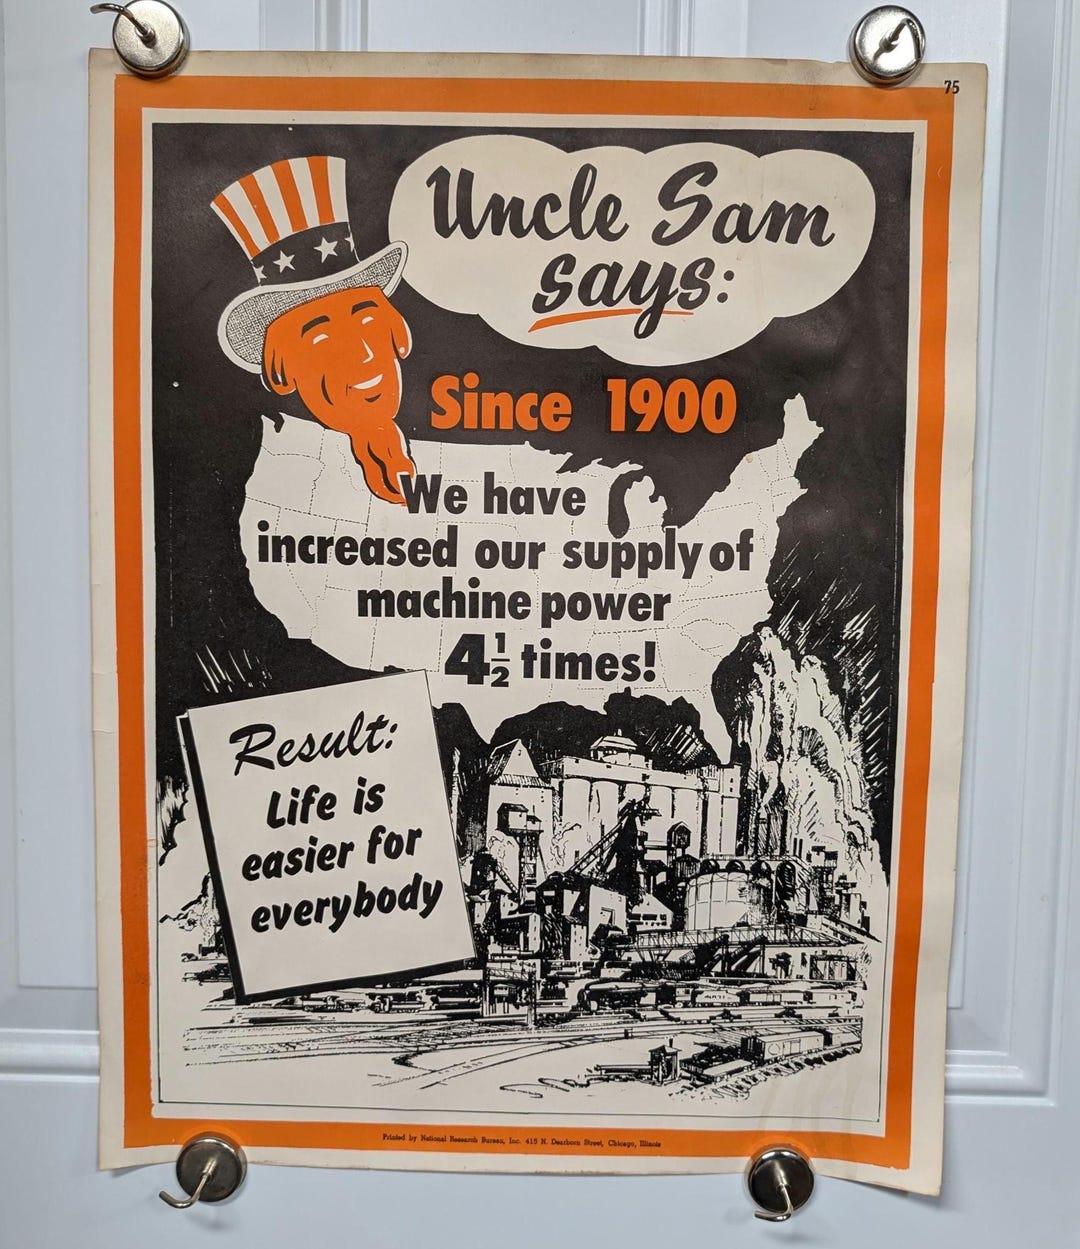 75
Uncle Sam
says:
Since 1900
We have
increased our supply of
machine power
4½ times!
Result:
Life is
easier for
everybody
Printed by National Research Bureau, Inc. 415 N. Dearborn Street, Chicago, Illinois